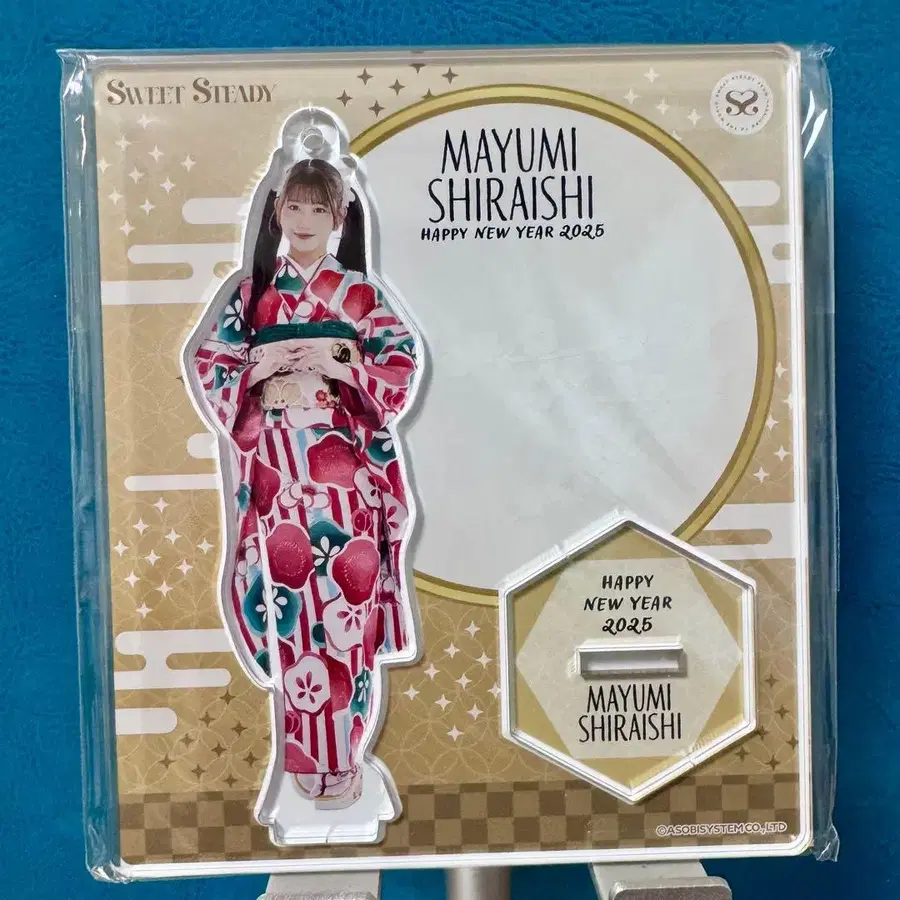 SWEET STEADY
MAYUMI
SHIRAISHI
HAPPY NEW YEAR 2025
HAPPY
NEW YEAR
2025
MAYUMI
SHIRAISHI
©ASOBISYSTEM CO.,LTD